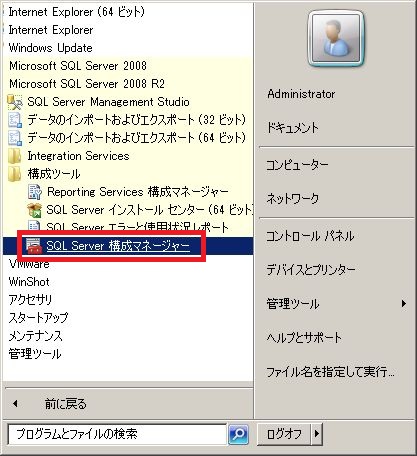 Internet Explorer (64 ビット)
Internet Explorer
Windows Update
Microsoft SQL Server 2008
Microsoft SQL Server 2008 R2
SQL Server Management Studio
データのインポートおよびエクスポート (32 ビット)
データのインポートおよびエクスポート (64 ビット)
Integration Services
構成ツール
Reporting Services 構成マネージャー
SQL Server インストール センター (64 ビット)
SQL Server エラーと使用状況レポート
SQL Server 構成マネージャー
VMware
WinShot
アクセサリ
スタートアップ
メンテナンス
管理ツール
前に戻る
プログラムとファイルの検索
Administrator
ドキュメント
コンピューター
ネットワーク
コントロール パネル
デバイスとプリンター
管理ツール
ヘルプとサポート
ファイル名を指定して実行...
ログオフ